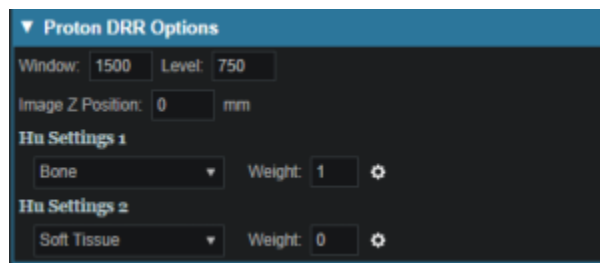 ▼ Proton DRR Options
Window: 1500 Level: 750
Image Z Position: 0 mm
Hu Settings 1
Bone Weight: 1
Hu Settings 2
Soft Tissue Weight: 0